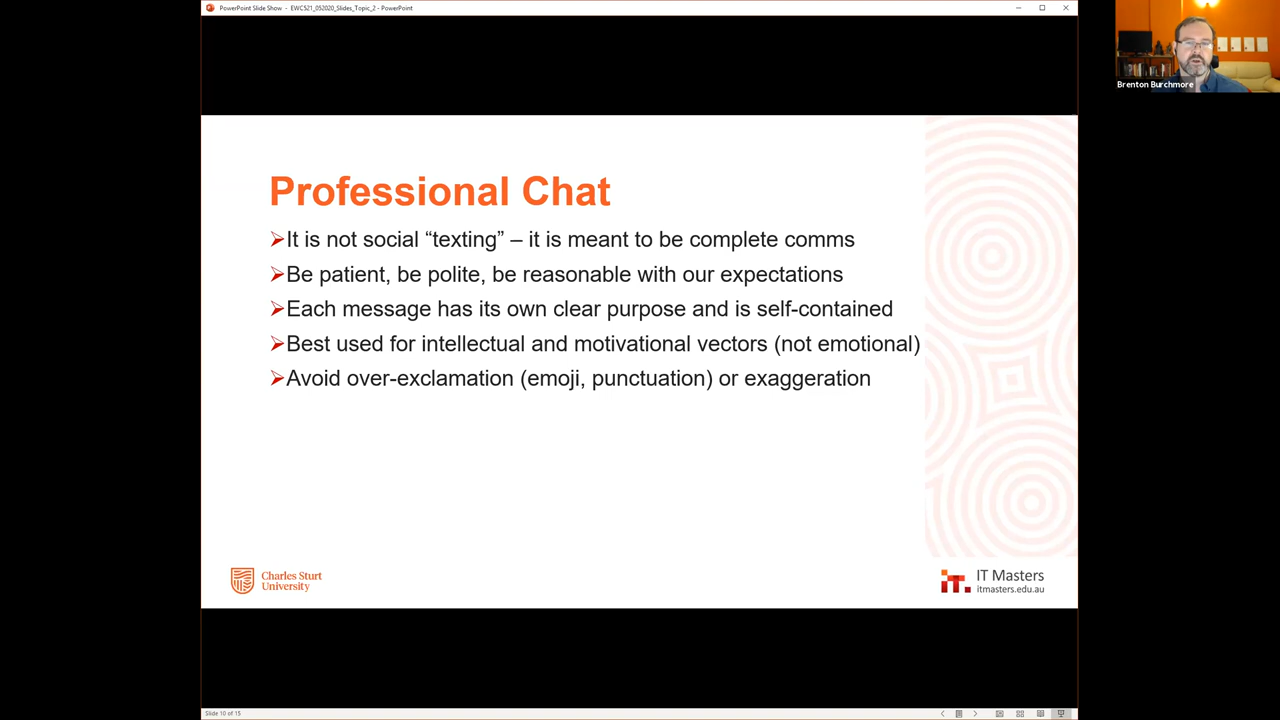 PowerPoint Slide Show - EWC521_052020_Slides_Topic_2 - PowerPoint
Brenton Burchmore
Professional Chat
It is not social “texting” – it is meant to be complete comms
Be patient, be polite, be reasonable with our expectations
Each message has its own clear purpose and is self-contained
Best used for intellectual and motivational vectors (not emotional)
Avoid over-exclamation (emoji, punctuation) or exaggeration
Charles Sturt
University
IT Masters
itmasters.edu.au
Slide 10 of 15